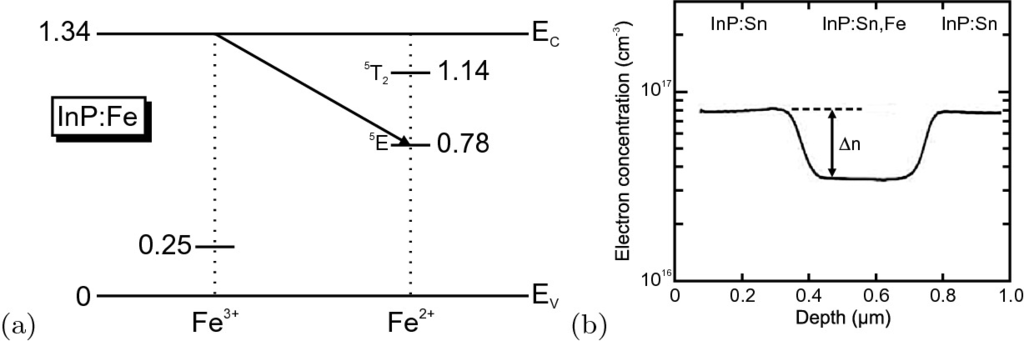 1.34
E_C
⁵T₂
1.14
InP:Fe
⁵E
0.78
0.25
0
E_V
(a)
Fe³⁺
Fe²⁺
InP:Sn
InP:Sn,Fe
InP:Sn
Electron concentration (cm⁻³)
10¹⁷
Δn
10¹⁶
0
0.2
0.4
0.6
0.8
1.0
Depth (µm)
(b)